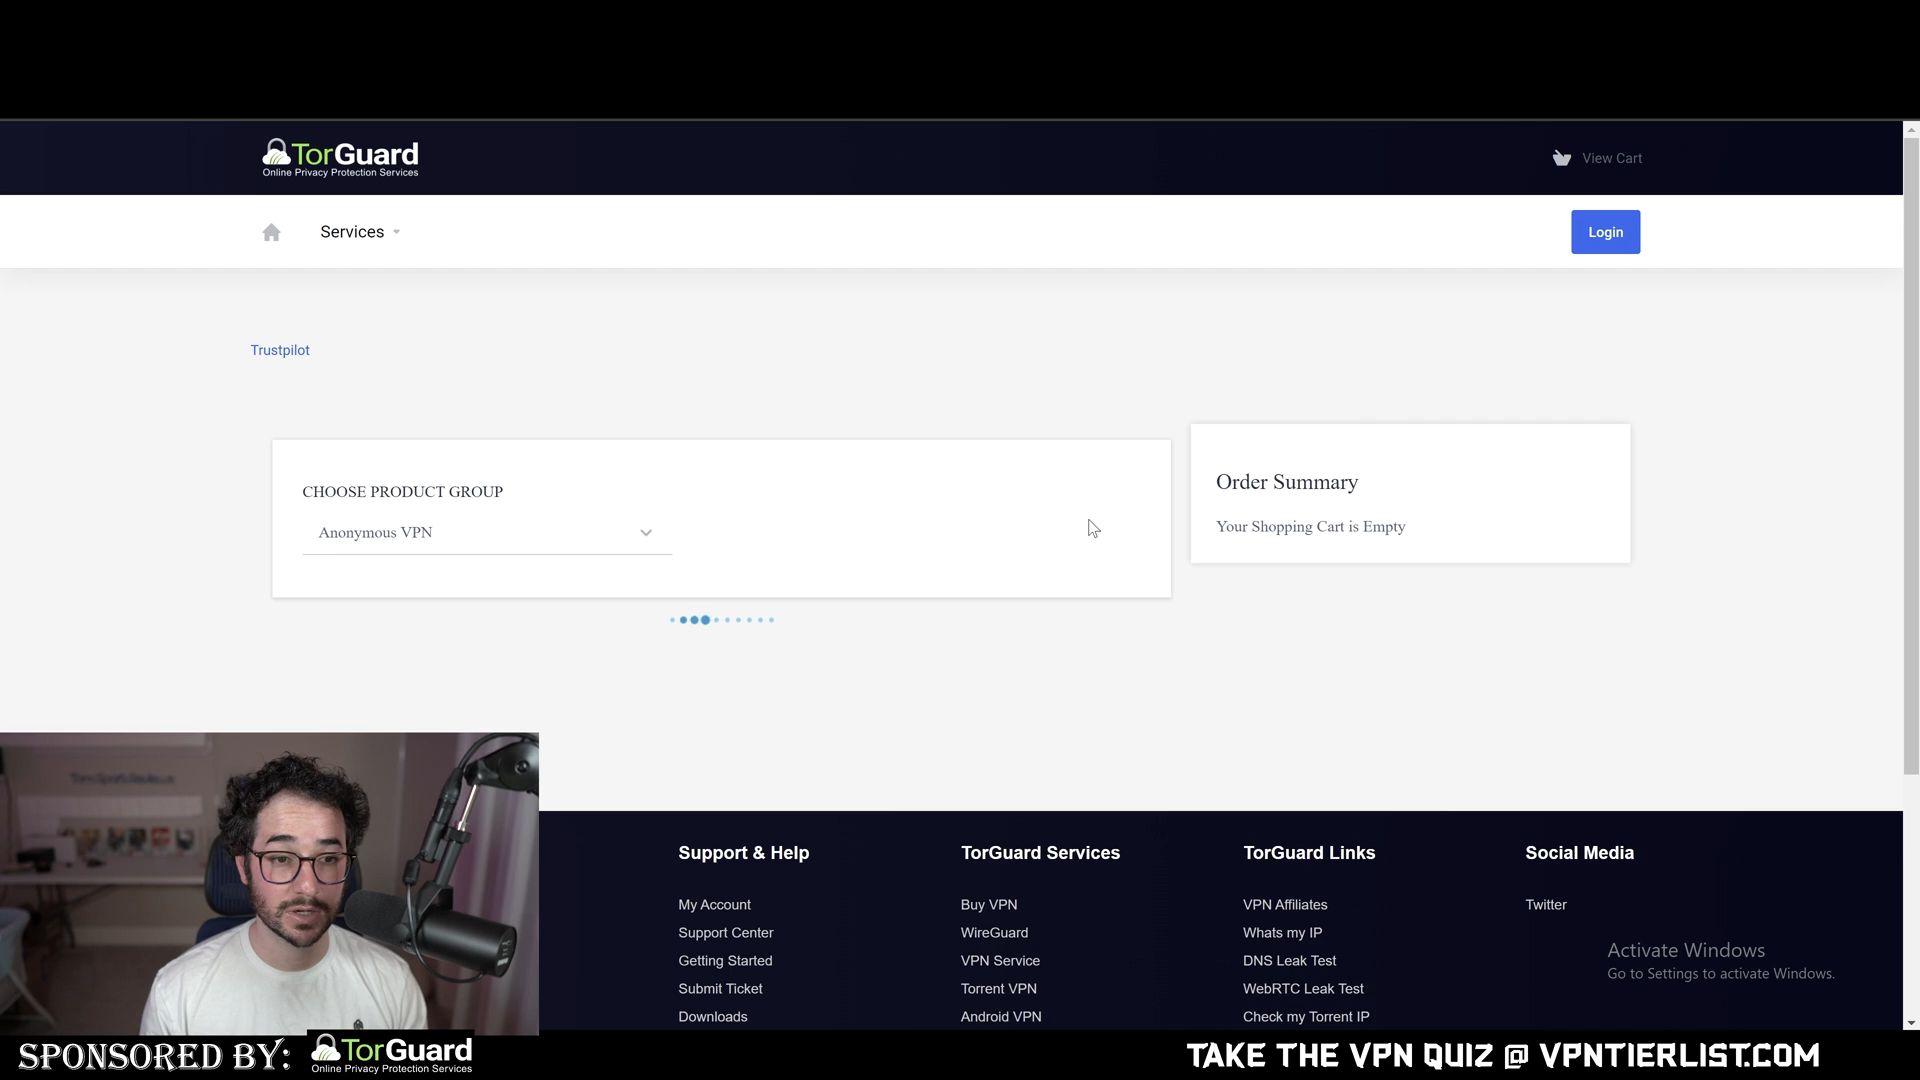 TorGuard
Online Privacy Protection Services
View Cart
Services
Login
Trustpilot
CHOOSE PRODUCT GROUP
Anonymous VPN
Order Summary
Your Shopping Cart is Empty
Support & Help
My Account
Support Center
Getting Started
Submit Ticket
Downloads
TorGuard Services
Buy VPN
WireGuard
VPN Service
Torrent VPN
Android VPN
TorGuard Links
VPN Affiliates
Whats my IP
DNS Leak Test
WebRTC Leak Test
Check my Torrent IP
Social Media
Twitter
Activate Windows
Go to Settings to activate Windows.
SPONSORED BY:
TorGuard
Online Privacy Protection Services
TAKE THE VPN QUIZ @ VPNTIERLIST.COM